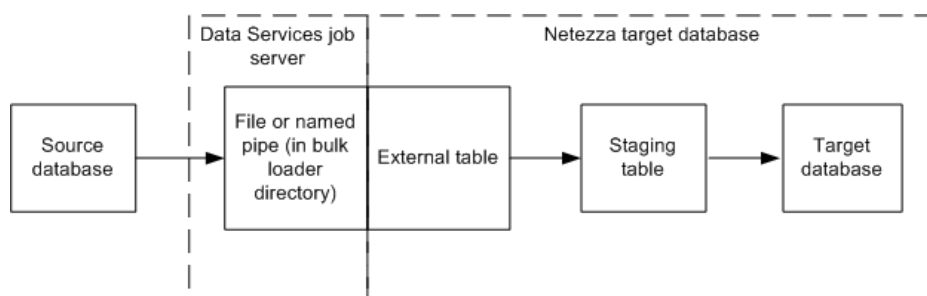 Data Services job
server
Netezza target database
Source
database
File or named
pipe (in bulk
loader
directory)
External table
Staging
table
Target
database